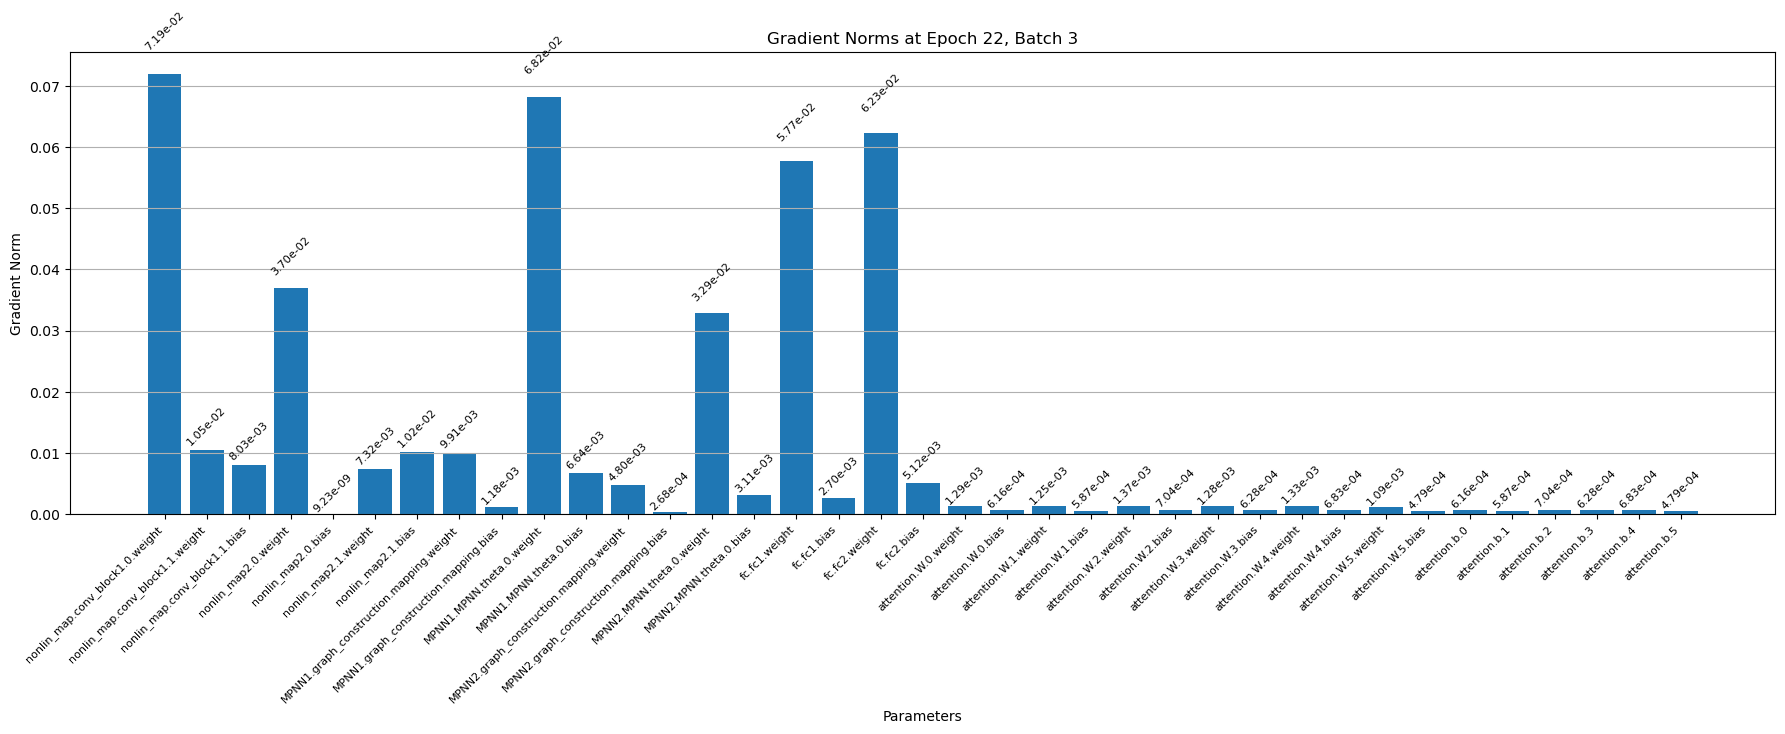 Gradient Norms at Epoch 22, Batch 3
Gradient Norm
0.07
0.06
0.05
0.04
0.03
0.02
0.01
0.00
7.19e-02
1.05e-02
8.03e-03
3.70e-02
9.23e-09
7.32e-03
1.02e-02
9.91e-03
1.18e-03
6.82e-02
6.64e-03
4.80e-03
2.68e-04
3.29e-02
3.11e-03
5.77e-02
2.70e-03
6.23e-02
5.12e-03
1.29e-03
6.16e-04
1.25e-03
5.87e-04
1.37e-03
7.04e-04
1.28e-03
6.28e-04
1.33e-03
6.83e-04
1.09e-03
4.79e-04
6.16e-04
5.87e-04
7.04e-04
6.28e-04
6.83e-04
4.79e-04
nonlin_map.conv_block1.0.weight
nonlin_map.conv_block1.1.weight
nonlin_map.conv_block1.1.bias
nonlin_map2.0.weight
nonlin_map2.0.bias
nonlin_map2.1.weight
nonlin_map2.1.bias
MPNN1.graph_construction.mapping.weight
MPNN1.graph_construction.mapping.bias
MPNN1.MPNN.theta.0.weight
MPNN1.MPNN.theta.0.bias
MPNN2.graph_construction.mapping.weight
MPNN2.graph_construction.mapping.bias
MPNN2.MPNN.theta.0.weight
MPNN2.MPNN.theta.0.bias
fc.fc1.weight
fc.fc1.bias
fc.fc2.weight
fc.fc2.bias
attention.W.0.weight
attention.W.0.bias
attention.W.1.weight
attention.W.1.bias
attention.W.2.weight
attention.W.2.bias
attention.W.3.weight
attention.W.3.bias
attention.W.4.weight
attention.W.4.bias
attention.W.5.weight
attention.W.5.bias
attention.b.0
attention.b.1
attention.b.2
attention.b.3
attention.b.4
attention.b.5
Parameters